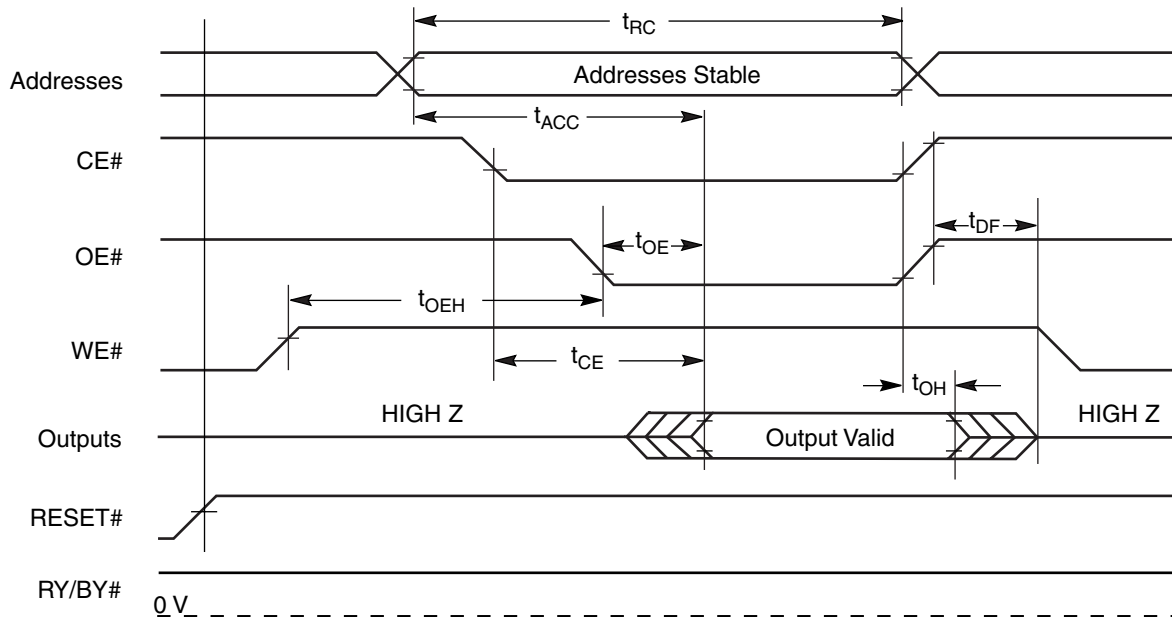 tRC
Addresses
Addresses Stable
tACC
CE#
tDF
OE#
tOE
tOEH
WE#
tCE
tOH
HIGH Z
HIGH Z
Outputs
Output Valid
RESET#
RY/BY#
0 V